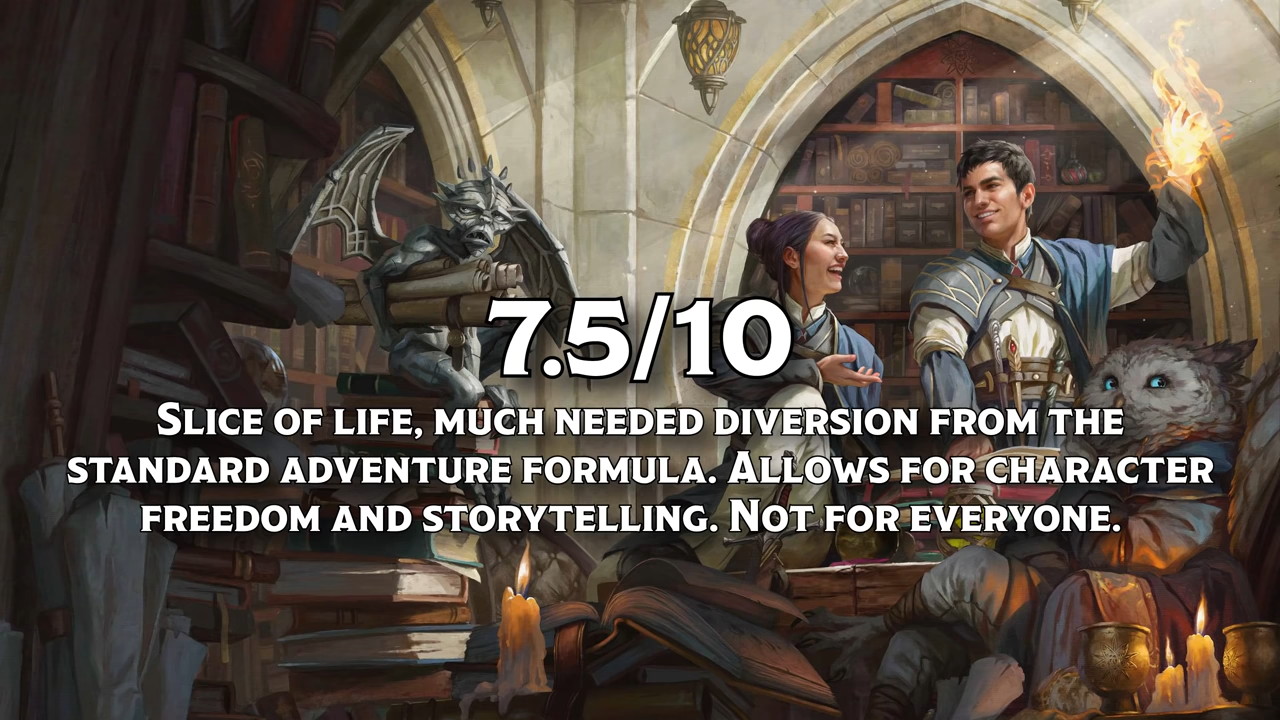 7.5/10
Slice of life, much needed diversion from the
standard adventure formula. Allows for character
freedom and storytelling. Not for everyone.